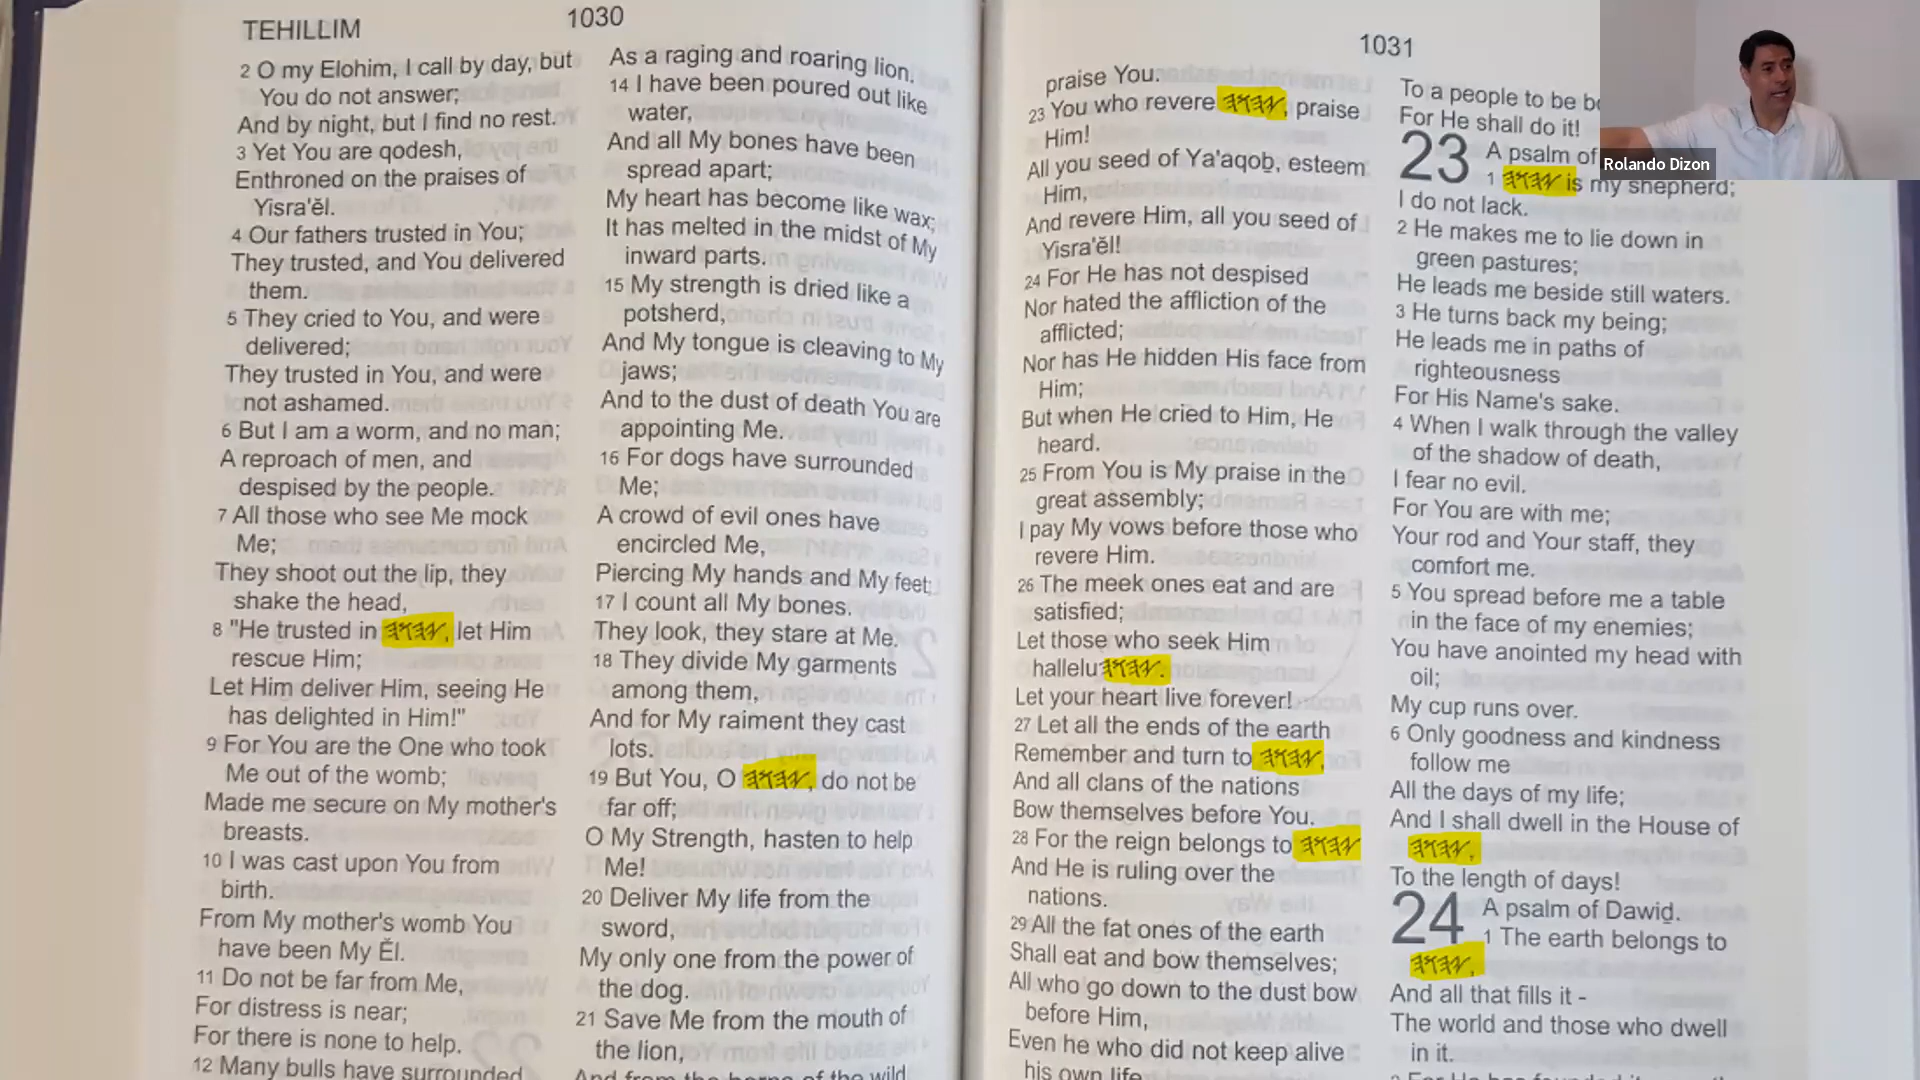 TEHILLIM
1030
2 O my Elohim, I call by day, but
You do not answer;
And by night, but I find no rest.
3 Yet You are qodesh,
Enthroned on the praises of
Yisra'ĕl.
4 Our fathers trusted in You;
They trusted, and You delivered
them.
5 They cried to You, and were
delivered;
They trusted in You, and were
not ashamed.
6 But I am a worm, and no man;
A reproach of men, and
despised by the people.
7 All those who see Me mock
Me;
They shoot out the lip, they
shake the head,
8 "He trusted in 𐤉𐤄𐤅𐤄, let Him
rescue Him;
Let Him deliver Him, seeing He
has delighted in Him!"
9 For You are the One who took
Me out of the womb;
Made me secure on My mother's
breasts.
10 I was cast upon You from
birth.
From My mother's womb You
have been My Ĕl.
11 Do not be far from Me,
For distress is near;
For there is none to help.
12 Many bulls have surrounded
As a raging and roaring lion.
14 I have been poured out like
water,
And all My bones have been
spread apart;
My heart has become like wax;
It has melted in the midst of My
inward parts.
15 My strength is dried like a
potsherd,
And My tongue is cleaving to My
jaws;
And to the dust of death You are
appointing Me.
16 For dogs have surrounded
Me;
A crowd of evil ones have
encircled Me,
Piercing My hands and My feet;
17 I count all My bones.
They look, they stare at Me.
18 They divide My garments
among them,
And for My raiment they cast
lots.
19 But You, O 𐤉𐤄𐤅𐤄, do not be
far off;
O My Strength, hasten to help
Me!
20 Deliver My life from the
sword,
My only one from the power of
the dog.
21 Save Me from the mouth of
the lion,
And from the horns of the wild
1031
praise You.
23 You who revere 𐤉𐤄𐤅𐤄, praise
Him!
All you seed of Ya'aqoḇ, esteem
Him,
And revere Him, all you seed of
Yisra'ĕl!
24 For He has not despised
Nor hated the affliction of the
afflicted;
Nor has He hidden His face from
Him;
But when He cried to Him, He
heard.
25 From You is My praise in the
great assembly;
I pay My vows before those who
revere Him.
26 The meek ones eat and are
satisfied;
Let those who seek Him
hallelu𐤉𐤄𐤅𐤄.
Let your heart live forever!
27 Let all the ends of the earth
Remember and turn to 𐤉𐤄𐤅𐤄,
And all clans of the nations
Bow themselves before You.
28 For the reign belongs to 𐤉𐤄𐤅𐤄
And He is ruling over the
nations.
29 All the fat ones of the earth
Shall eat and bow themselves;
All who go down to the dust bow
before Him,
Even he who did not keep alive
his own life
To a people to be
For He shall do it!
23 A psalm of
1 𐤉𐤄𐤅𐤄 is my shepherd;
I do not lack.
2 He makes me to lie down in
green pastures;
He leads me beside still waters.
3 He turns back my being;
He leads me in paths of
righteousness
For His Name's sake.
4 When I walk through the valley
of the shadow of death,
I fear no evil.
For You are with me;
Your rod and Your staff, they
comfort me.
5 You spread before me a table
in the face of my enemies;
You have anointed my head with
oil;
My cup runs over.
6 Only goodness and kindness
follow me
All the days of my life;
And I shall dwell in the House of
𐤉𐤄𐤅𐤄,
To the length of days!
24 A psalm of Dawiḏ.
1 The earth belongs to
𐤉𐤄𐤅𐤄,
And all that fills it -
The world and those who dwell
in it.
Rolando Dizon